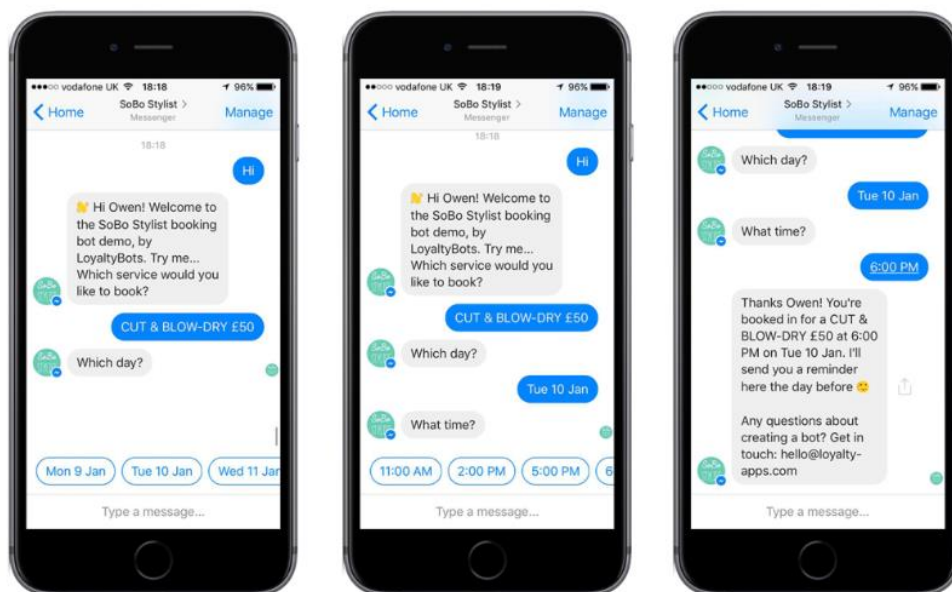 vodafone UK 18:18 96%
Home
SoBo Stylist >
Messenger
Manage
18:18
Hi
👋 Hi Owen! Welcome to
the SoBo Stylist booking
bot demo, by
LoyaltyBots. Try me...
Which service would you
like to book?
CUT & BLOW-DRY £50
Which day?
Mon 9 Jan
Tue 10 Jan
Wed 11 Jan
Type a message...
vodafone UK 18:19 96%
Home
SoBo Stylist >
Messenger
Manage
18:18
Hi
👋 Hi Owen! Welcome to
the SoBo Stylist booking
bot demo, by
LoyaltyBots. Try me...
Which service would you
like to book?
CUT & BLOW-DRY £50
Which day?
Tue 10 Jan
What time?
11:00 AM
2:00 PM
5:00 PM
6
Type a message...
vodafone UK 18:19 96%
Home
SoBo Stylist >
Messenger
Manage
Which day?
Tue 10 Jan
What time?
6:00 PM
Thanks Owen! You're
booked in for a CUT &
BLOW-DRY £50 at 6:00
PM on Tue 10 Jan. I'll
send you a reminder
here the day before 🙂
Any questions about
creating a bot? Get in
touch: hello@loyalty-
apps.com
Type a message...